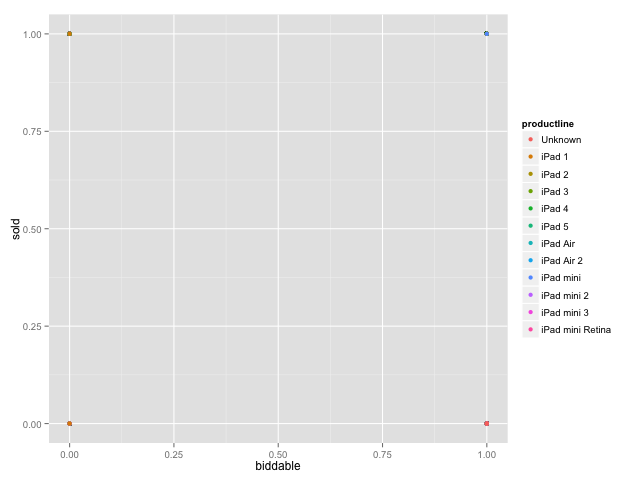 1.00
0.75
0.50
0.25
0.00
sold
0.00 0.25 0.50 0.75 1.00
biddable
productline
Unknown
iPad 1
iPad 2
iPad 3
iPad 4
iPad 5
iPad Air
iPad Air 2
iPad mini
iPad mini 2
iPad mini 3
iPad mini Retina